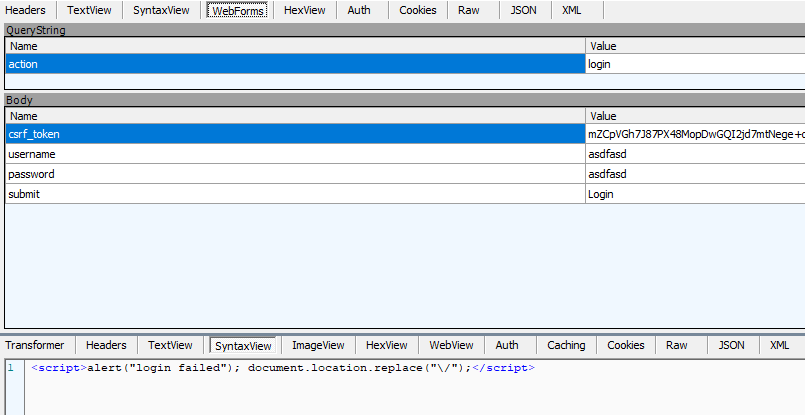 Headers TextView SyntaxView WebForms HexView Auth Cookies Raw JSON XML
QueryString
Name Value
action login
Body
Name Value
csrf_token mZCpVGh7J87PX48MopDwGQI2jd7mtNege+c
username asdfasd
password asdfasd
submit Login
Transformer Headers TextView SyntaxView ImageView HexView WebView Auth Caching Cookies Raw JSON XML
1 <script>alert("login failed"); document.location.replace("\/");</script>